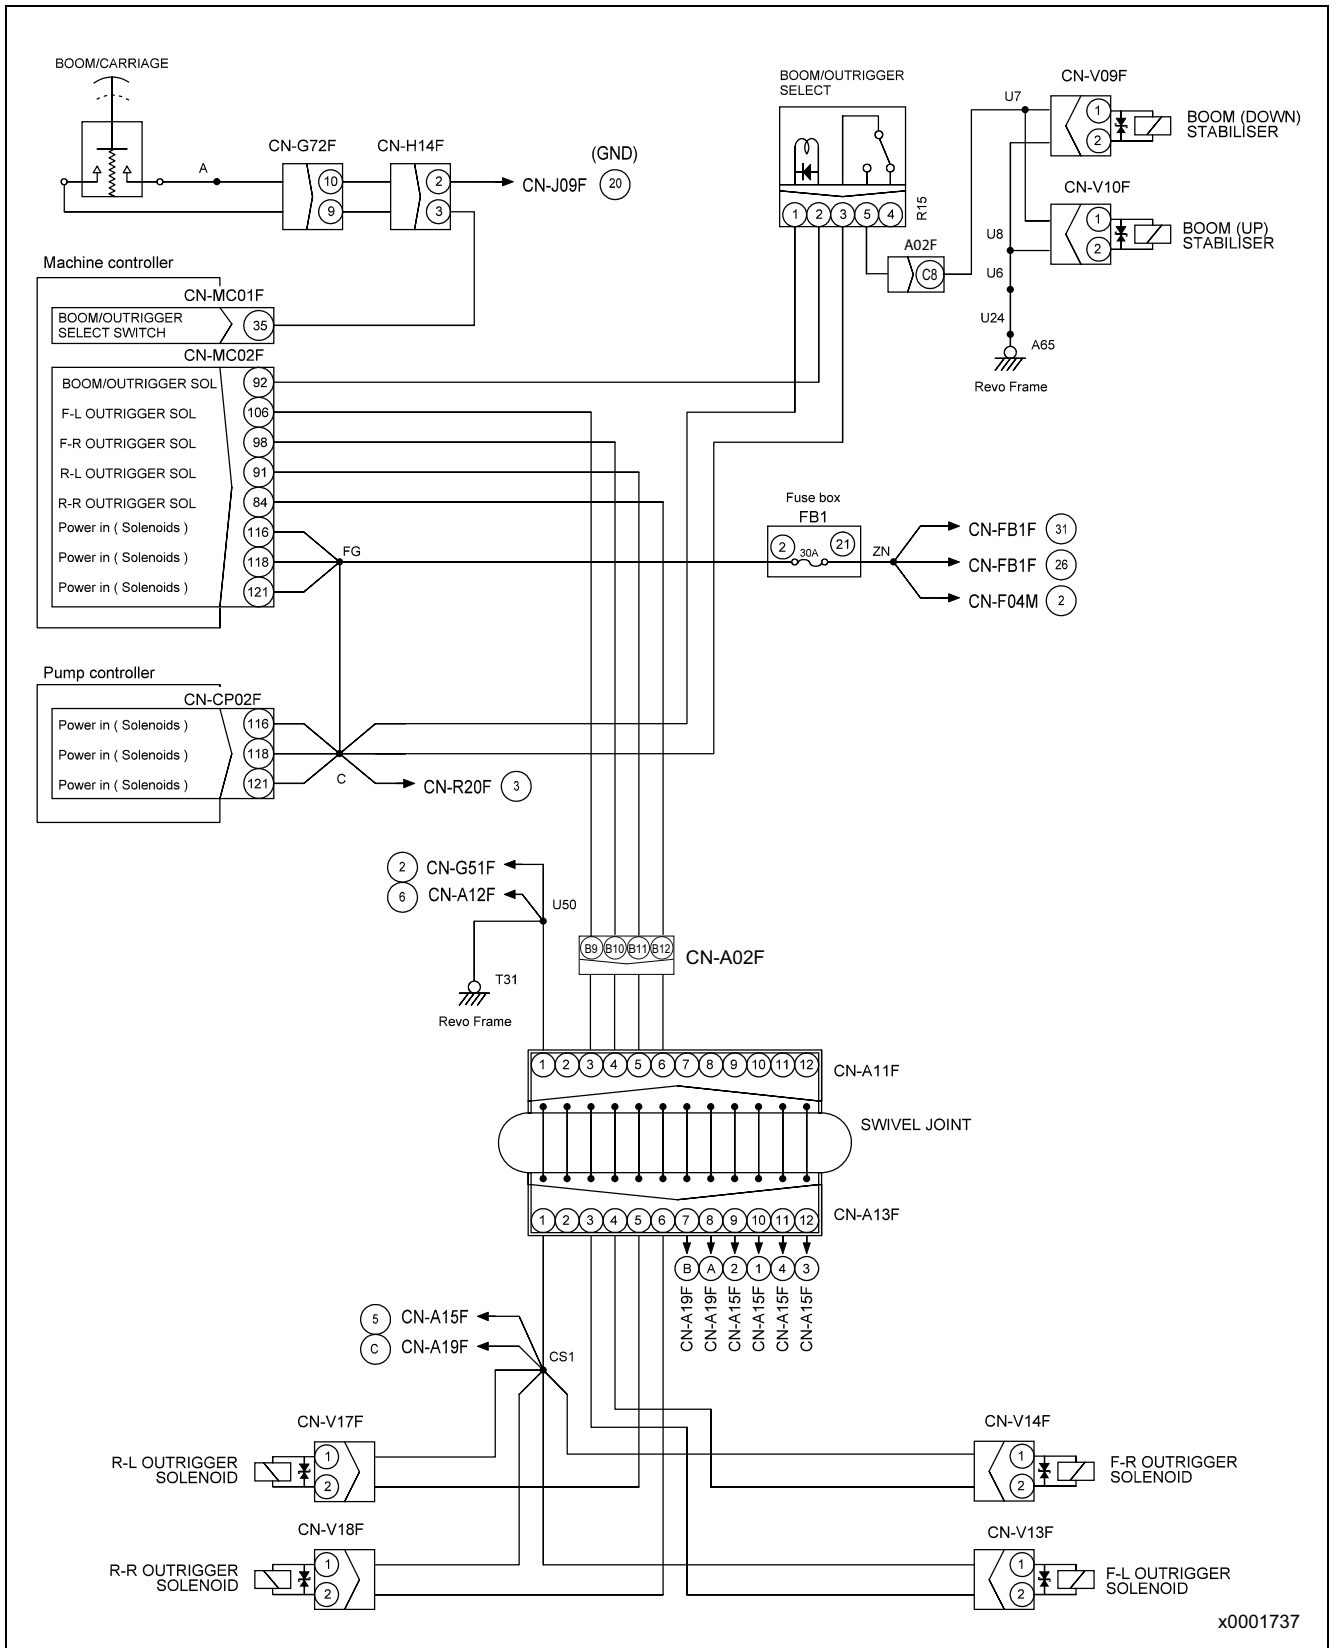 BOOM/CARRIAGE
A
CN-G72F
10
9
CN-H14F
2
3
(GND)
CN-J09F 20
BOOM/OUTRIGGER
SELECT
1 2 3 5 4
R15
A02F
C8
U7
CN-V09F
1
2
BOOM (DOWN)
STABILISER
CN-V10F
1
2
BOOM (UP)
STABILISER
U8
U6
U24
A65
Revo Frame
Machine controller
CN-MC01F
BOOM/OUTRIGGER
SELECT SWITCH
35
CN-MC02F
BOOM/OUTRIGGER SOL 92
F-L OUTRIGGER SOL 106
F-R OUTRIGGER SOL 98
R-L OUTRIGGER SOL 91
R-R OUTRIGGER SOL 84
Power in ( Solenoids ) 116
Power in ( Solenoids ) 118
Power in ( Solenoids ) 121
FG
Fuse box
FB1
2 30A 21
ZN
CN-FB1F 31
CN-FB1F 26
CN-F04M 2
Pump controller
CN-CP02F
Power in ( Solenoids ) 116
Power in ( Solenoids ) 118
Power in ( Solenoids ) 121
C
CN-R20F 3
2 CN-G51F
6 CN-A12F
U50
T31
Revo Frame
B9 B10 B11 B12
CN-A02F
1 2 3 4 5 6 7 8 9 10 11 12
CN-A11F
SWIVEL JOINT
CN-A13F
1 2 3 4 5 6 7 8 9 10 11 12
B A 2 1 4 3
CN-A19F
CN-A19F
CN-A15F
CN-A15F
CN-A15F
CN-A15F
5 CN-A15F
C CN-A19F
CS1
CN-V17F
1
2
R-L OUTRIGGER
SOLENOID
CN-V14F
1
2
F-R OUTRIGGER
SOLENOID
CN-V18F
1
2
R-R OUTRIGGER
SOLENOID
CN-V13F
1
2
F-L OUTRIGGER
SOLENOID
x0001737